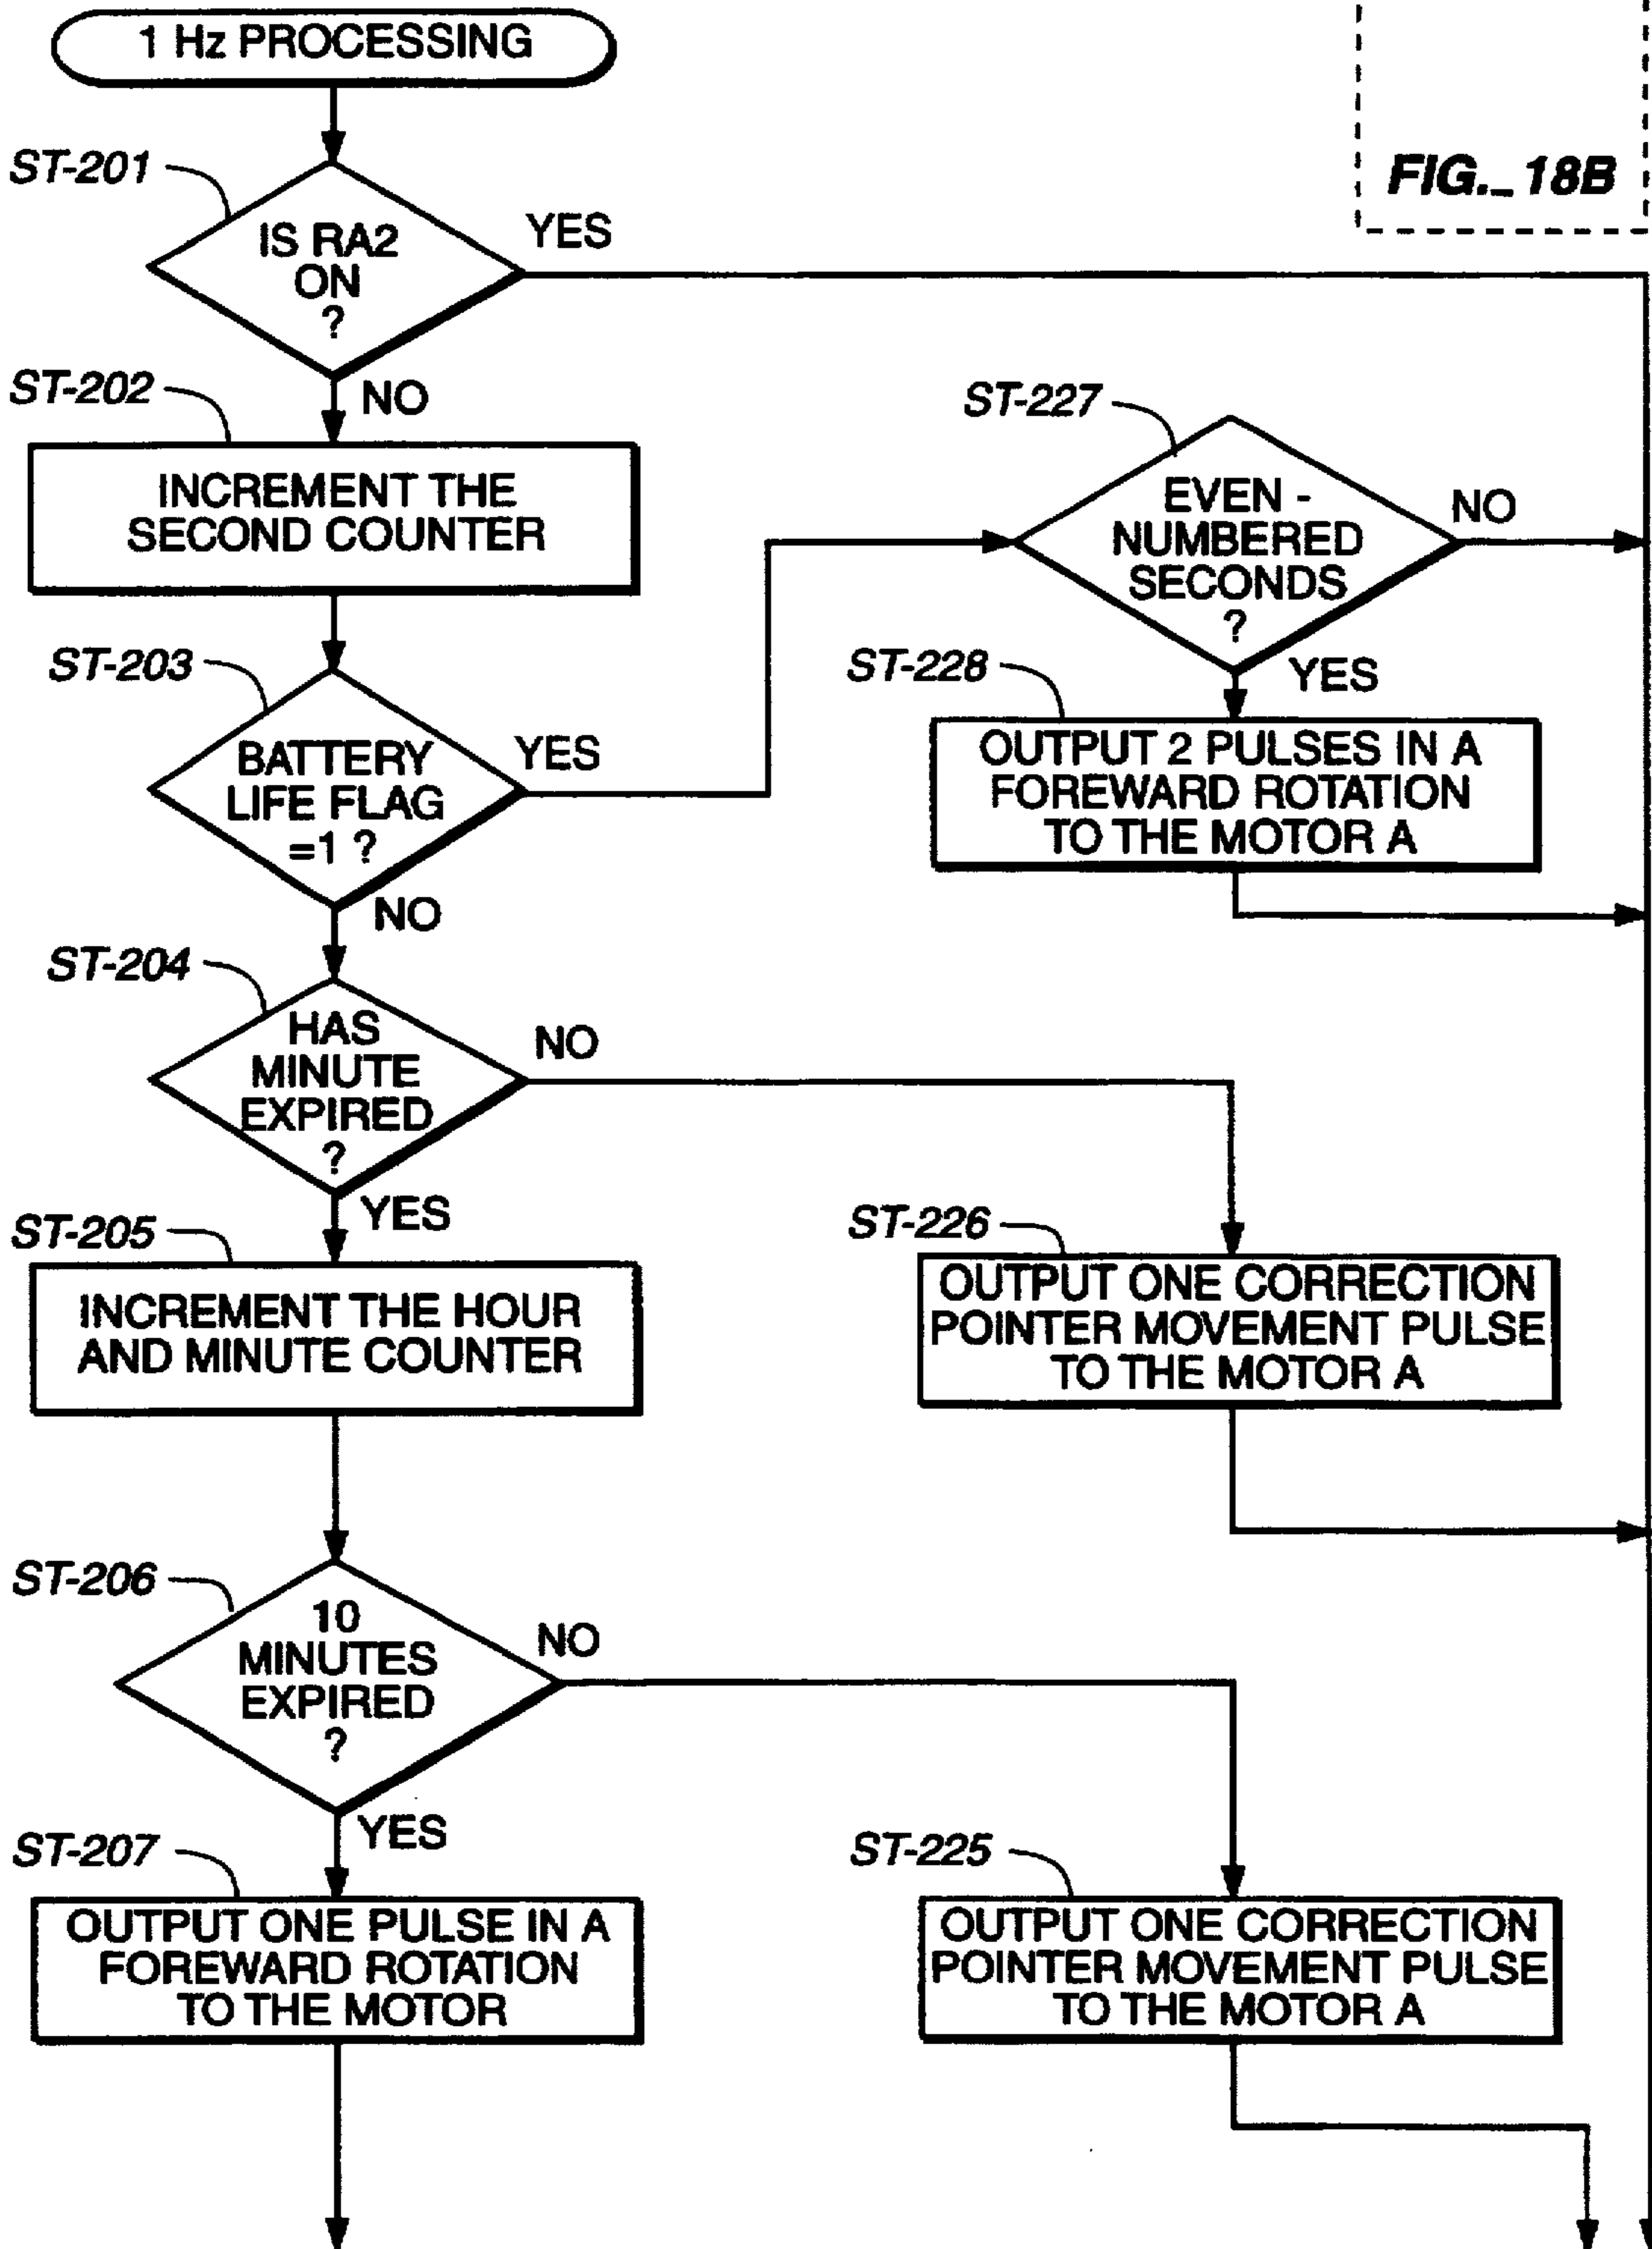 1 Hz PROCESSING
FIG._ 18B
ST-201
IS RA2
ON
?
YES
NO
ST-202
INCREMENT THE
SECOND COUNTER
ST-227
EVEN -
NUMBERED
SECONDS
?
NO
YES
ST-203
BATTERY
LIFE FLAG
=1 ?
YES
NO
ST-228
OUTPUT 2 PULSES IN A
FOREWARD ROTATION
TO THE MOTOR A
ST-204
HAS
MINUTE
EXPIRED
?
NO
YES
ST-205
INCREMENT THE HOUR
AND MINUTE COUNTER
ST-226
OUTPUT ONE CORRECTION
POINTER MOVEMENT PULSE
TO THE MOTOR A
ST-206
10
MINUTES
EXPIRED
?
NO
YES
ST-207
OUTPUT ONE PULSE IN A
FOREWARD ROTATION
TO THE MOTOR
ST-225
OUTPUT ONE CORRECTION
POINTER MOVEMENT PULSE
TO THE MOTOR A